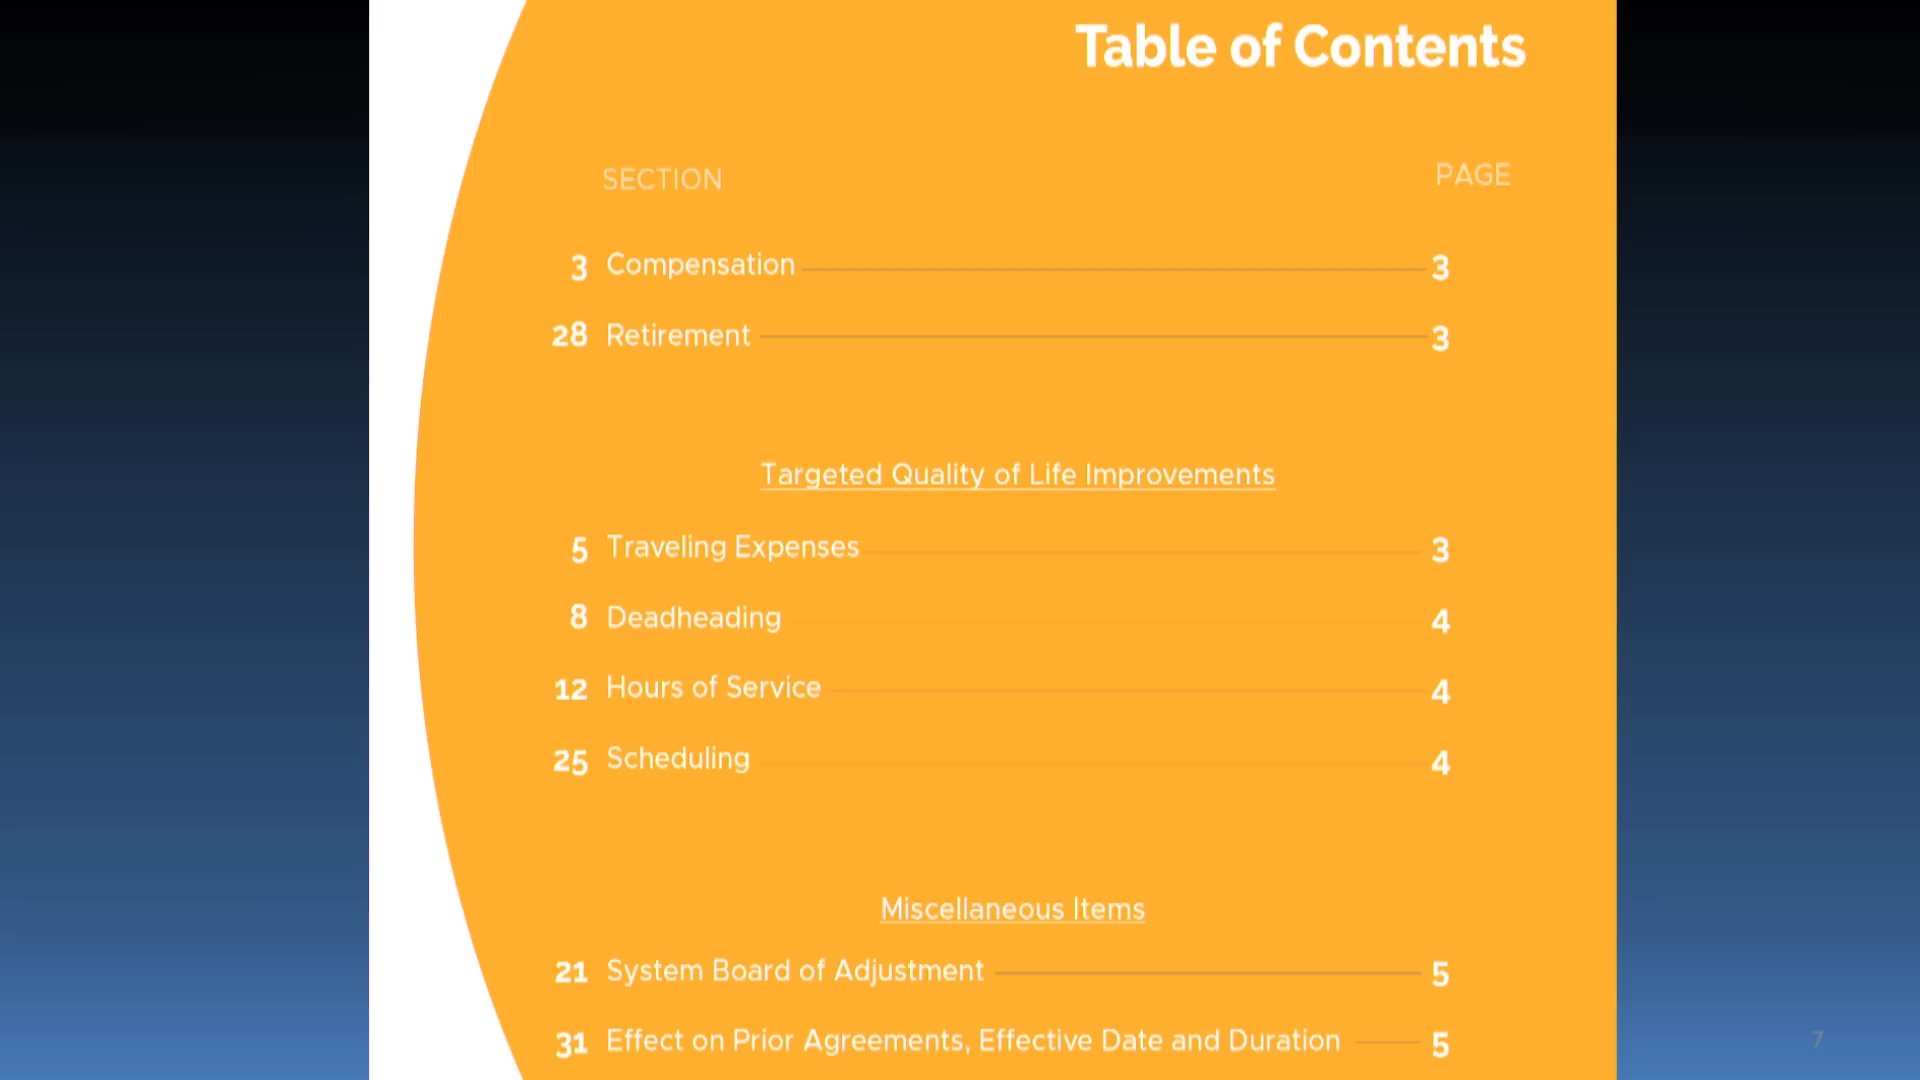 Table of Contents
SECTION PAGE
3 Compensation 3
28 Retirement 3
Targeted Quality of Life Improvements
5 Traveling Expenses 3
8 Deadheading 4
12 Hours of Service 4
25 Scheduling 4
Miscellaneous Items
21 System Board of Adjustment 5
31 Effect on Prior Agreements, Effective Date and Duration 5
7